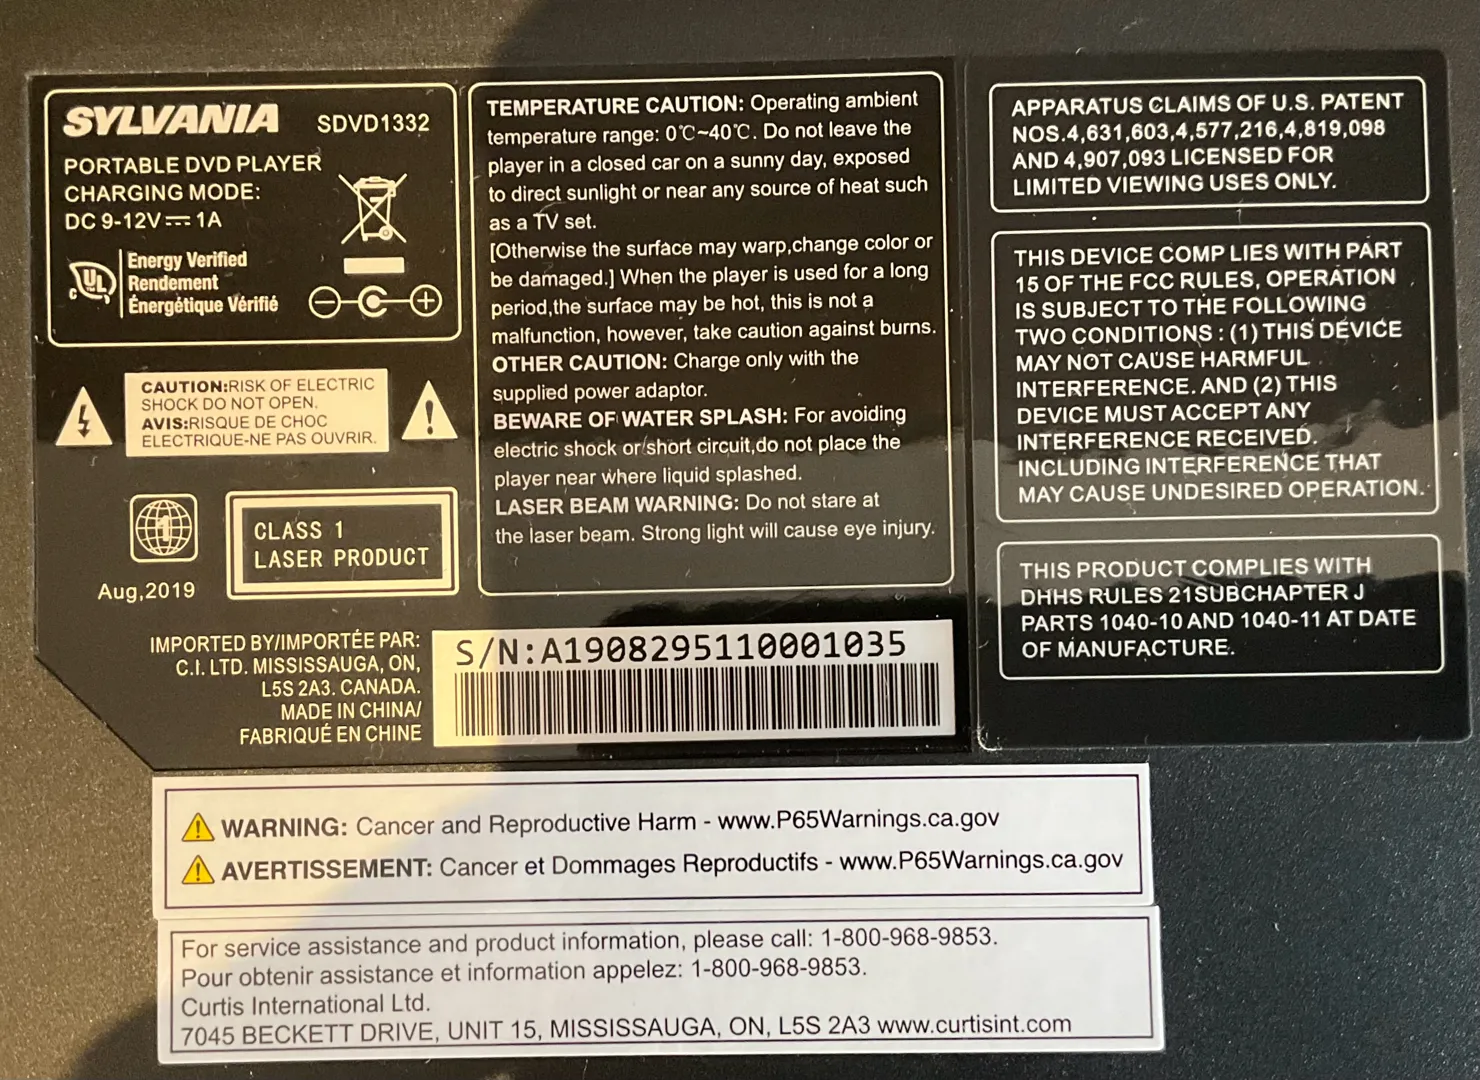 SYLVANIA SDVD1332
PORTABLE DVD PLAYER
CHARGING MODE:
DC 9-12V⎓1A
c UL
Energy Verified
Rendement
Énergétique Vérifié
CAUTION:RISK OF ELECTRIC
SHOCK DO NOT OPEN.
AVIS:RISQUE DE CHOC
ELECTRIQUE-NE PAS OUVRIR.
1
Aug,2019
CLASS 1
LASER PRODUCT
IMPORTED BY/IMPORTÉE PAR:
C.I. LTD. MISSISSAUGA, ON,
L5S 2A3. CANADA.
MADE IN CHINA/
FABRIQUÉ EN CHINE
TEMPERATURE CAUTION: Operating ambient
temperature range: 0℃~40℃. Do not leave the
player in a closed car on a sunny day, exposed
to direct sunlight or near any source of heat such
as a TV set.
[Otherwise the surface may warp,change color or
be damaged.] When the player is used for a long
period,the surface may be hot, this is not a
malfunction, however, take caution against burns.
OTHER CAUTION: Charge only with the
supplied power adaptor.
BEWARE OF WATER SPLASH: For avoiding
electric shock or short circuit,do not place the
player near where liquid splashed.
LASER BEAM WARNING: Do not stare at
the laser beam. Strong light will cause eye injury.
S/N:A1908295110001035
APPARATUS CLAIMS OF U.S. PATENT
NOS.4,631,603,4,577,216,4,819,098
AND 4,907,093 LICENSED FOR
LIMITED VIEWING USES ONLY.
THIS DEVICE COMP LIES WITH PART
15 OF THE FCC RULES, OPERATION
IS SUBJECT TO THE FOLLOWING
TWO CONDITIONS : (1) THIS DEVICE
MAY NOT CAUSE HARMFUL
INTERFERENCE. AND (2) THIS
DEVICE MUST ACCEPT ANY
INTERFERENCE RECEIVED.
INCLUDING INTERFERENCE THAT
MAY CAUSE UNDESIRED OPERATION.
THIS PRODUCT COMPLIES WITH
DHHS RULES 21SUBCHAPTER J
PARTS 1040-10 AND 1040-11 AT DATE
OF MANUFACTURE.
WARNING: Cancer and Reproductive Harm - www.P65Warnings.ca.gov
AVERTISSEMENT: Cancer et Dommages Reproductifs - www.P65Warnings.ca.gov
For service assistance and product information, please call: 1-800-968-9853.
Pour obtenir assistance et information appelez: 1-800-968-9853.
Curtis International Ltd.
7045 BECKETT DRIVE, UNIT 15, MISSISSAUGA, ON, L5S 2A3 www.curtisint.com